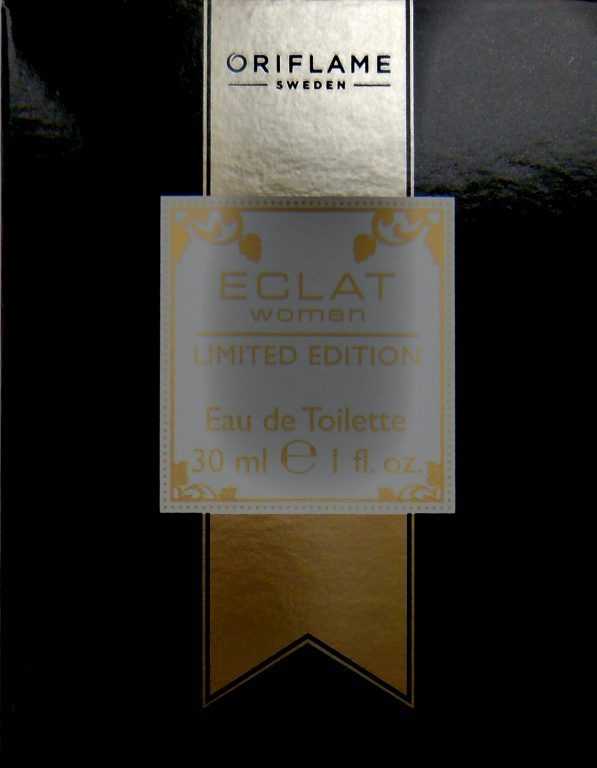 ORIFLAME
SWEDEN
ECLAT
women
LIMITED EDITION
Eau de Toilette
30 ml ℮ 1 fl. oz.